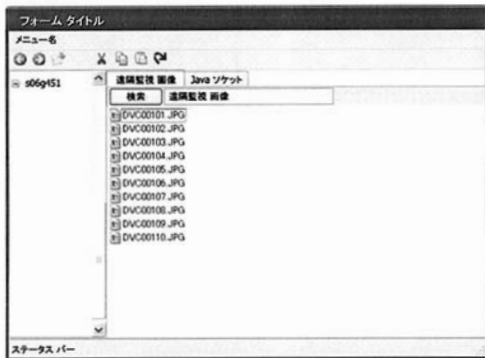 フォーム タイトル
メニュー名
s06g451
遠隔監視 画像 Java ソケット
検索 遠隔監視 画像
DVC00101.JPG
DVC00102.JPG
DVC00103.JPG
DVC00104.JPG
DVC00105.JPG
DVC00106.JPG
DVC00107.JPG
DVC00108.JPG
DVC00109.JPG
DVC00110.JPG
ステータス バー